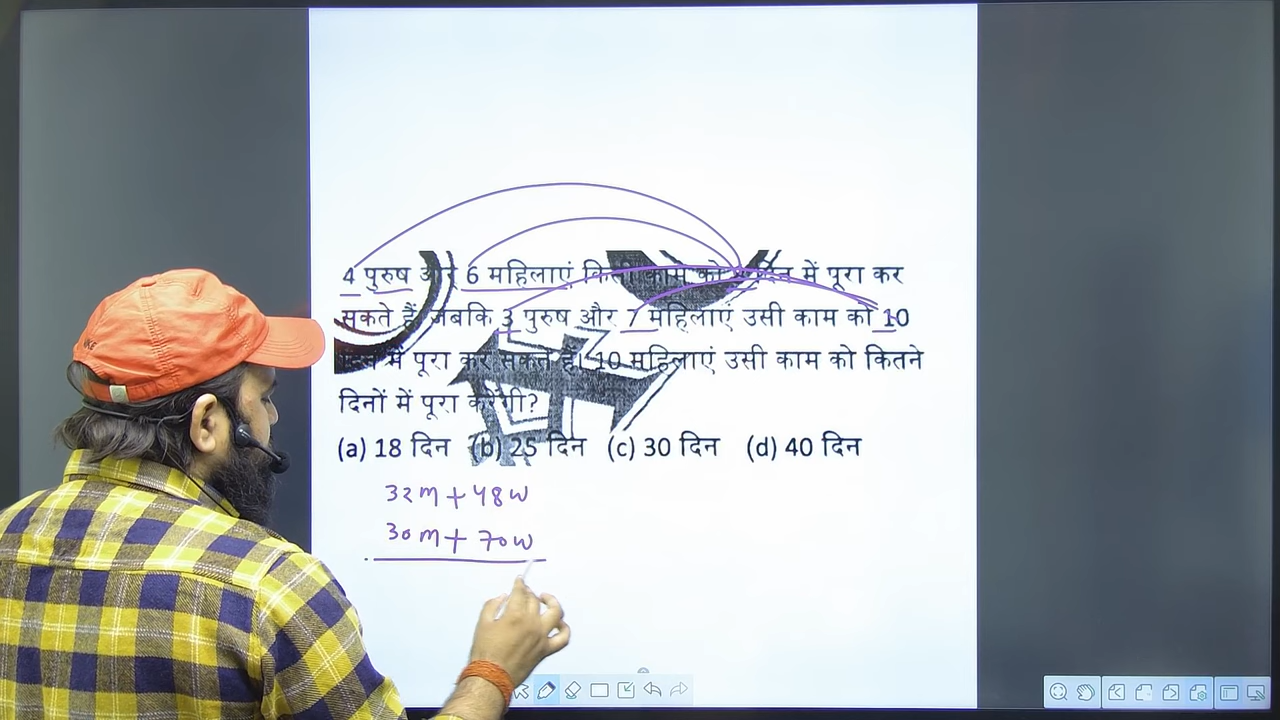 4 पुरुष और 6 महिलाएं किसी काम को दिन में पूरा कर
सकते हैं, जबकि 3 पुरुष और 7 महिलाएं उसी काम को 10
दिन में पूरा कर सकते हैं। 10 महिलाएं उसी काम को कितने
दिनों में पूरा करेंगी?
(a) 18 दिन (b) 25 दिन (c) 30 दिन (d) 40 दिन
32m + 48w
30m + 70w